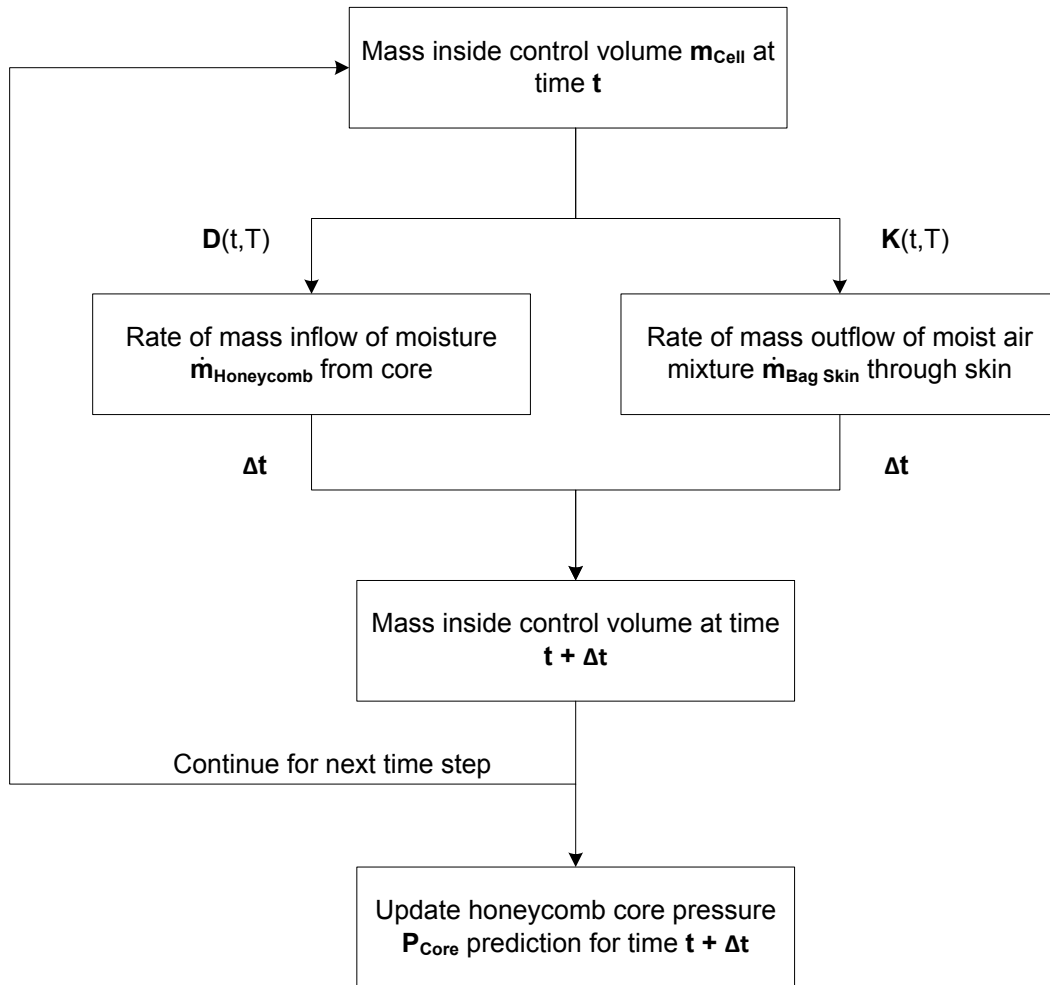 Mass inside control volume mCell at
time t
D(t,T)
K(t,T)
Rate of mass inflow of moisture
ṁHoneycomb from core
Rate of mass outflow of moist air
mixture ṁBag Skin through skin
Δt
Δt
Mass inside control volume at time
t + Δt
Continue for next time step
Update honeycomb core pressure
PCore prediction for time t + Δt